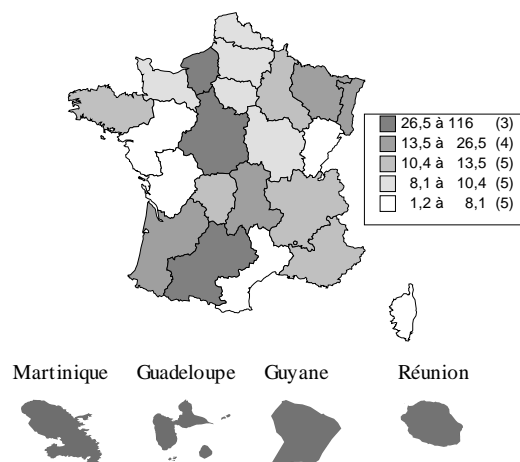 26,5 à 116 (3)
13,5 à 26,5 (4)
10,4 à 13,5 (5)
8,1 à 10,4 (5)
1,2 à 8,1 (5)
Martinique Guadeloupe Guyane Réunion